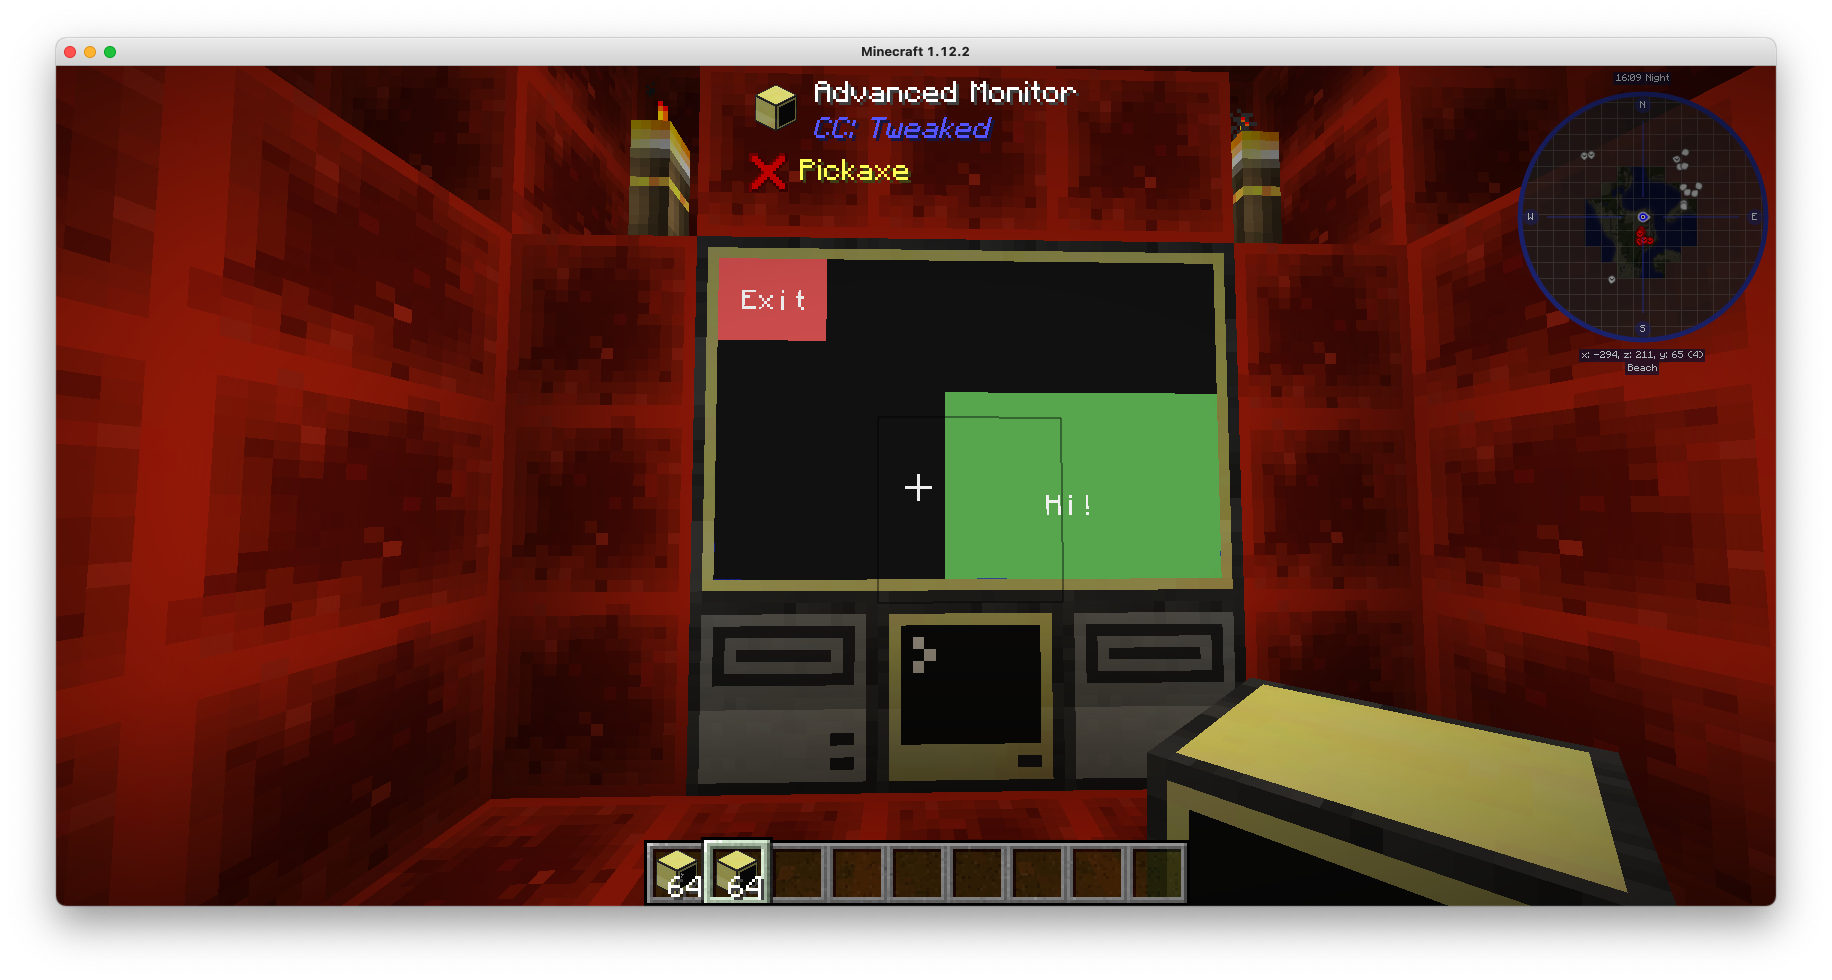 Minecraft 1.12.2
Advanced Monitor
CC: Tweaked
Pickaxe
16:09 Night
N
W
E
S
x: -294, z: 211, y: 65 (4)
Beach
Exit
Hi!
64
64